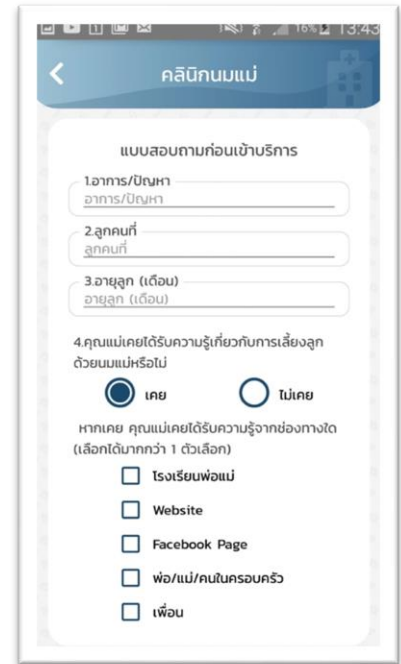 16% 13:43
คลินิกนมแม่
แบบสอบถามก่อนเข้าบริการ
1.อาการ/ปัญหา
อาการ/ปัญหา
2.ลูกคนที่
ลูกคนที่
3.อายุลูก (เดือน)
อายุลูก (เดือน)
4.คุณแม่เคยได้รับความรู้เกี่ยวกับการเลี้ยงลูก
ด้วยนมแม่หรือไม่
เคย ไม่เคย
หากเคย คุณแม่เคยได้รับความรู้จากช่องทางใด
(เลือกได้มากกว่า 1 ตัวเลือก)
โรงเรียนพ่อแม่
Website
Facebook Page
พ่อ/แม่/คนในครอบครัว
เพื่อน